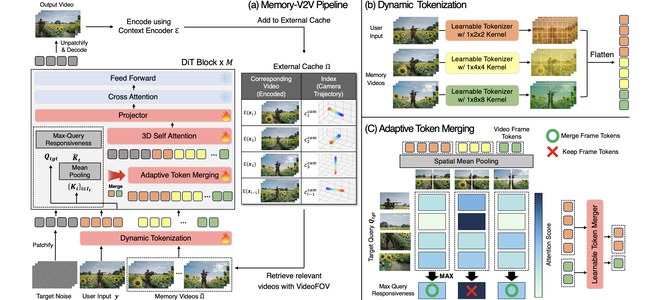 Output Video
(a) Memory-V2V Pipeline
Encode using
Context Encoder ℰ
Add to External Cache
Unpatchify
& Decode
DiT Block x M
External Cache Ω
Feed Forward
Cross Attention
Projector
3D Self Attention
Max-Query
Responsiveness
Q_tgt
K_t
Mean
Pooling
Merge
Adaptive Token Merging
Corresponding
Video
(Encoded)
Index
(Camera
Trajectory)
Patchify
Dynamic Tokenization
Target Noise
User Input y
Memory Videos Ω̃
Retrieve relevant
videos with VideoFOV
(b) Dynamic Tokenization
User
Input
Learnable Tokenizer
w/ 1x2x2 Kernel
Flatten
Memory
Videos
Learnable Tokenizer
w/ 1x4x4 Kernel
Learnable Tokenizer
w/ 1x8x8 Kernel
(C) Adaptive Token Merging
Video Frame
Tokens
Merge Frame Tokens
Keep Frame Tokens
Spatial Mean Pooling
Target Query Q_tgt
Attention Score
Learnable Token Merger
MAX
Max Query
Responsiveness